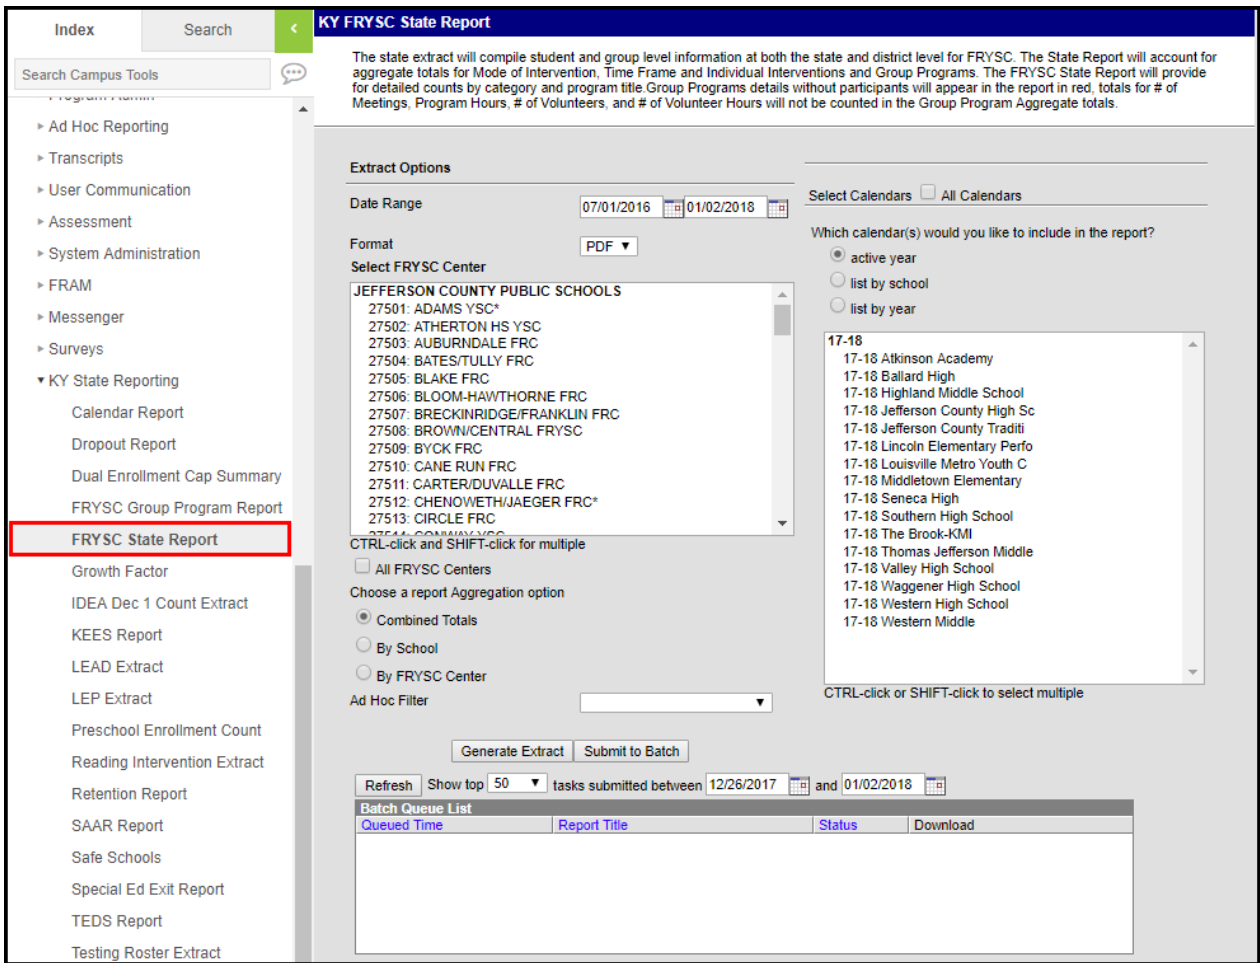 Index
Search
<
Search Campus Tools
Program Admin
Ad Hoc Reporting
Transcripts
User Communication
Assessment
System Administration
FRAM
Messenger
Surveys
KY State Reporting
Calendar Report
Dropout Report
Dual Enrollment Cap Summary
FRYSC Group Program Report
FRYSC State Report
Growth Factor
IDEA Dec 1 Count Extract
KEES Report
LEAD Extract
LEP Extract
Preschool Enrollment Count
Reading Intervention Extract
Retention Report
SAAR Report
Safe Schools
Special Ed Exit Report
TEDS Report
Testing Roster Extract
KY FRYSC State Report
The state extract will compile student and group level information at both the state and district level for FRYSC. The State Report will account for
aggregate totals for Mode of Intervention, Time Frame and Individual Interventions and Group Programs. The FRYSC State Report will provide
for detailed counts by category and program title.Group Programs details without participants will appear in the report in red, totals for # of
Meetings, Program Hours, # of Volunteers, and # of Volunteer Hours will not be counted in the Group Program Aggregate totals.
Extract Options
Date Range
07/01/2016
01/02/2018
Format
PDF
Select FRYSC Center
JEFFERSON COUNTY PUBLIC SCHOOLS
27501: ADAMS YSC*
27502: ATHERTON HS YSC
27503: AUBURNDALE FRC
27504: BATES/TULLY FRC
27505: BLAKE FRC
27506: BLOOM-HAWTHORNE FRC
27507: BRECKINRIDGE/FRANKLIN FRC
27508: BROWN/CENTRAL FRYSC
27509: BYCK FRC
27510: CANE RUN FRC
27511: CARTER/DUVALLE FRC
27512: CHENOWETH/JAEGER FRC*
27513: CIRCLE FRC
27514: CONWAY YSC
CTRL-click and SHIFT-click for multiple
All FRYSC Centers
Choose a report Aggregation option
Combined Totals
By School
By FRYSC Center
Ad Hoc Filter
Select Calendars
All Calendars
Which calendar(s) would you like to include in the report?
active year
list by school
list by year
17-18
17-18 Atkinson Academy
17-18 Ballard High
17-18 Highland Middle School
17-18 Jefferson County High Sc
17-18 Jefferson County Traditi
17-18 Lincoln Elementary Perfo
17-18 Louisville Metro Youth C
17-18 Middletown Elementary
17-18 Seneca High
17-18 Southern High School
17-18 The Brook-KMI
17-18 Thomas Jefferson Middle
17-18 Valley High School
17-18 Waggener High School
17-18 Western High School
17-18 Western Middle
CTRL-click or SHIFT-click to select multiple
Generate Extract
Submit to Batch
Refresh Show top 50 tasks submitted between 12/26/2017 and 01/02/2018
Batch Queue List
Queued Time Report Title Status Download